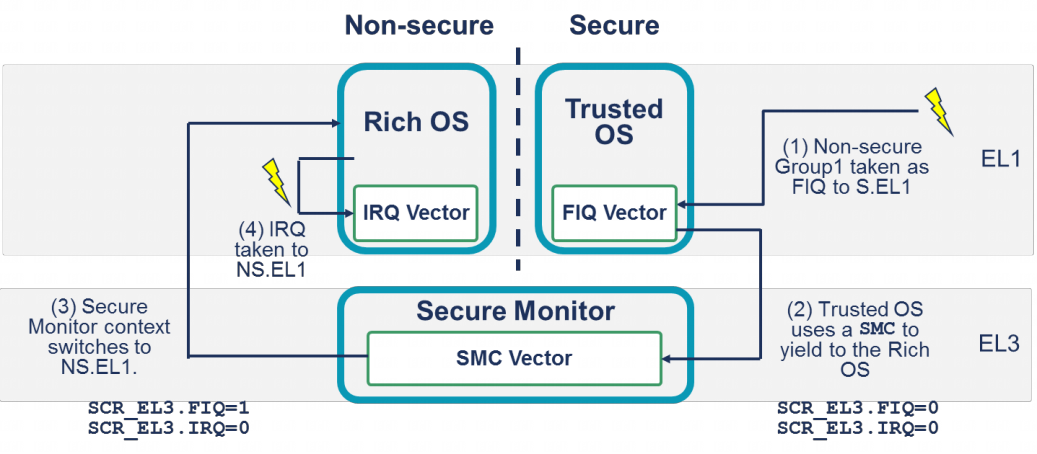 Non-secure
Secure
Rich OS
Trusted
OS
(1) Non-secure
Group1 taken as
FIQ to S.EL1
EL1
IRQ Vector
FIQ Vector
(4) IRQ
taken to
NS.EL1
(3) Secure
Monitor context
switches to
NS.EL1.
Secure Monitor
SMC Vector
(2) Trusted OS
uses a SMC to
yield to the Rich
OS
EL3
SCR_EL3.FIQ=1
SCR_EL3.IRQ=0
SCR_EL3.FIQ=0
SCR_EL3.IRQ=0